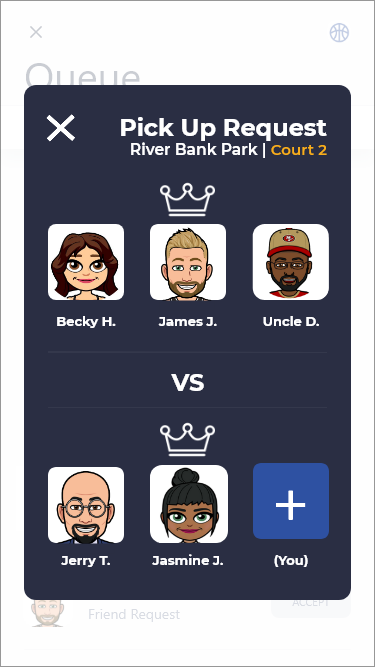 Queue
Pick Up Request
River Bank Park | Court 2
Becky H.
James J.
Uncle D.
VS
Jerry T.
Jasmine J.
(You)
Friend Request
ACCEPT